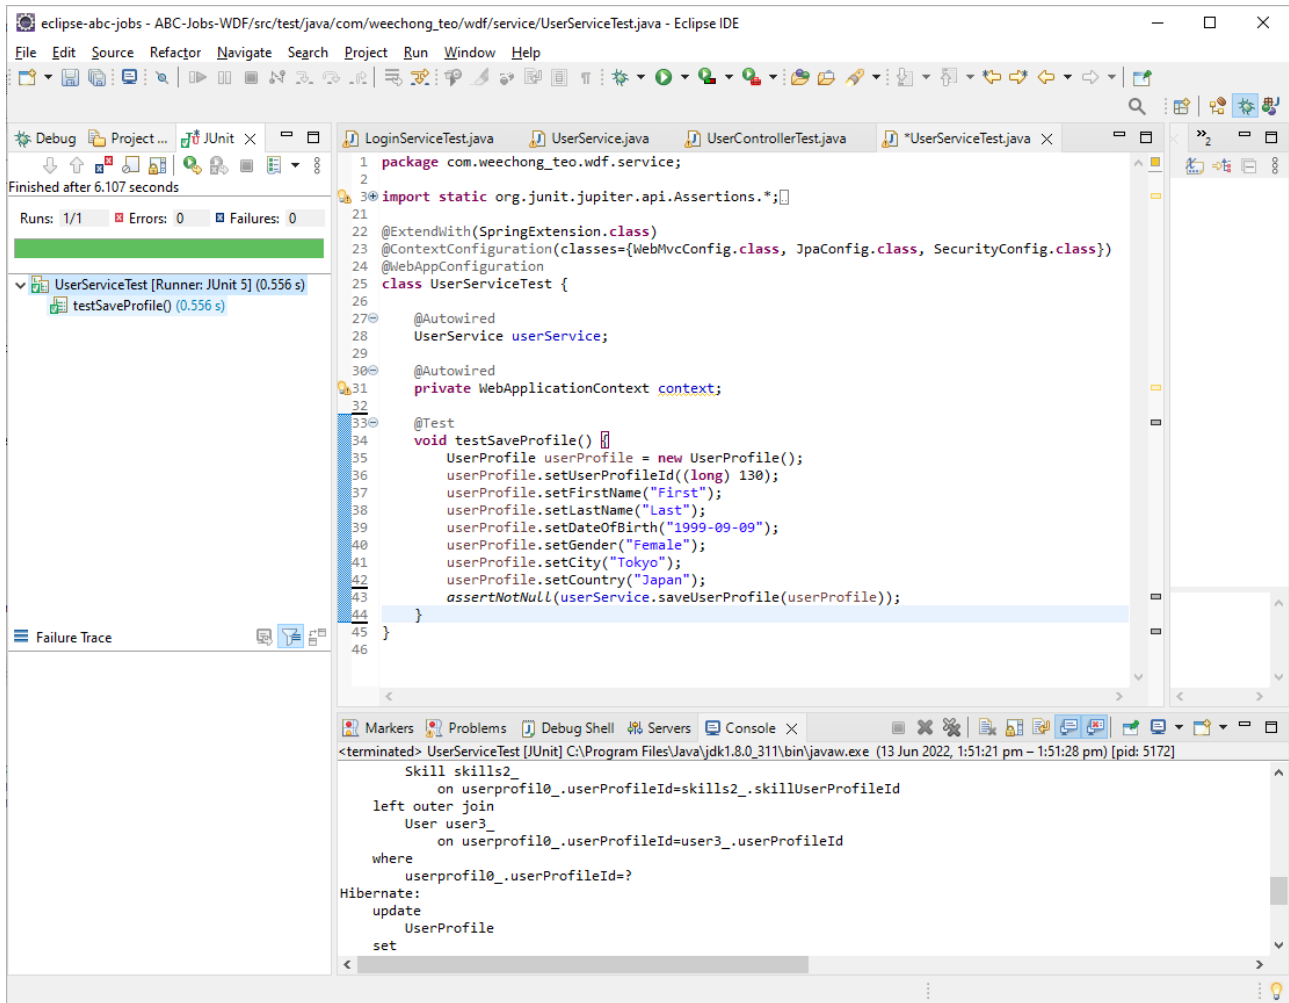 eclipse-abc-jobs - ABC-Jobs-WDF/src/test/java/com/weechong_teo/wdf/service/UserServiceTest.java - Eclipse IDE
File Edit Source Refactor Navigate Search Project Run Window Help
Debug Project ... JUnit
Finished after 6.107 seconds
Runs: 1/1 Errors: 0 Failures: 0
UserServiceTest [Runner: JUnit 5] (0.556 s)
testSaveProfile() (0.556 s)
Failure Trace
LoginServiceTest.java UserService.java UserControllerTest.java *UserServiceTest.java
»2
1 package com.weechong_teo.wdf.service;
2
3 import static org.junit.jupiter.api.Assertions.*;
21
22 @ExtendWith(SpringExtension.class)
23 @ContextConfiguration(classes={WebMvcConfig.class, JpaConfig.class, SecurityConfig.class})
24 @WebAppConfiguration
25 class UserServiceTest {
26
27 @Autowired
28 UserService userService;
29
30 @Autowired
31 private WebApplicationContext context;
32
33 @Test
34 void testSaveProfile() {
35 UserProfile userProfile = new UserProfile();
36 userProfile.setUserProfileId((long) 130);
37 userProfile.setFirstName("First");
38 userProfile.setLastName("Last");
39 userProfile.setDateOfBirth("1999-09-09");
40 userProfile.setGender("Female");
41 userProfile.setCity("Tokyo");
42 userProfile.setCountry("Japan");
43 assertNotNull(userService.saveUserProfile(userProfile));
44 }
45 }
46
Markers Problems Debug Shell Servers Console
<terminated> UserServiceTest [JUnit] C:\Program Files\Java\jdk1.8.0_311\bin\javaw.exe (13 Jun 2022, 1:51:21 pm – 1:51:28 pm) [pid: 5172]
Skill skills2_
on userprofil0_.userProfileId=skills2_.skillUserProfileId
left outer join
User user3_
on userprofil0_.userProfileId=user3_.userProfileId
where
userprofil0_.userProfileId=?
Hibernate:
update
UserProfile
set